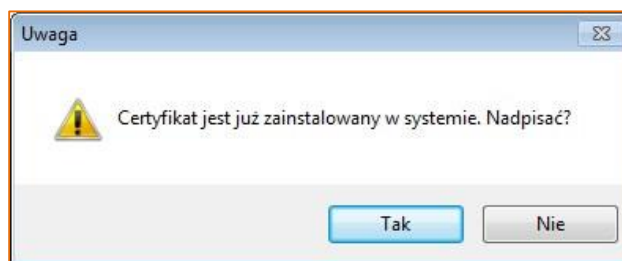 Uwaga
Certyfikat jest już zainstalowany w systemie. Nadpisać?
Tak
Nie